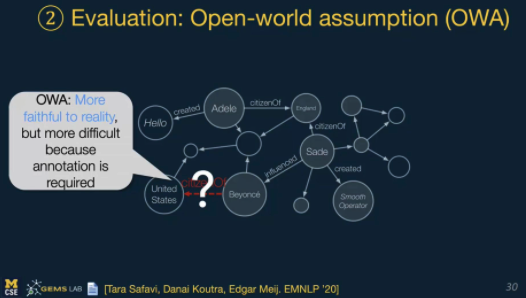 ② Evaluation: Open-world assumption (OWA)
OWA: More
faithful to reality,
but more difficult
because
annotation is
required
Hello
created
Adele
citizenOf
England
citizenOf
Sade
influenced
created
United
States
citizenOf
?
Beyoncé
Smooth
Operator
M
CSE
GEMS LAB
[Tara Safavi, Danai Koutra, Edgar Meij. EMNLP '20]
30